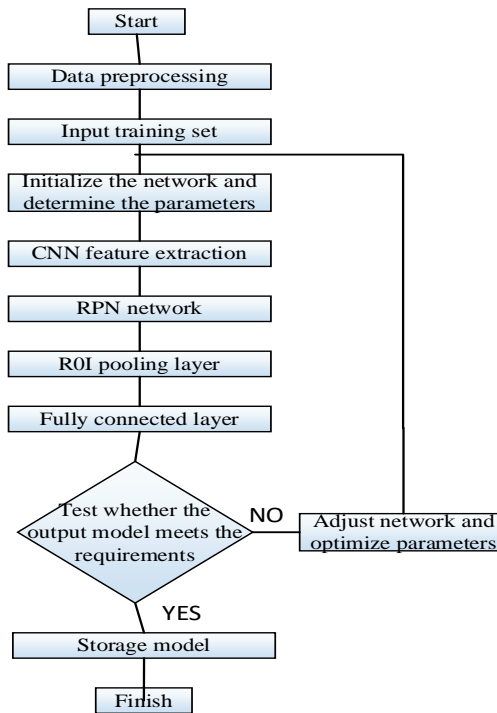 Start
Data preprocessing
Input training set
Initialize the network and
determine the parameters
CNN feature extraction
RPN network
R0I pooling layer
Fully connected layer
Test whether the
output model meets the
requirements
NO
Adjust network and
optimize parameters
YES
Storage model
Finish